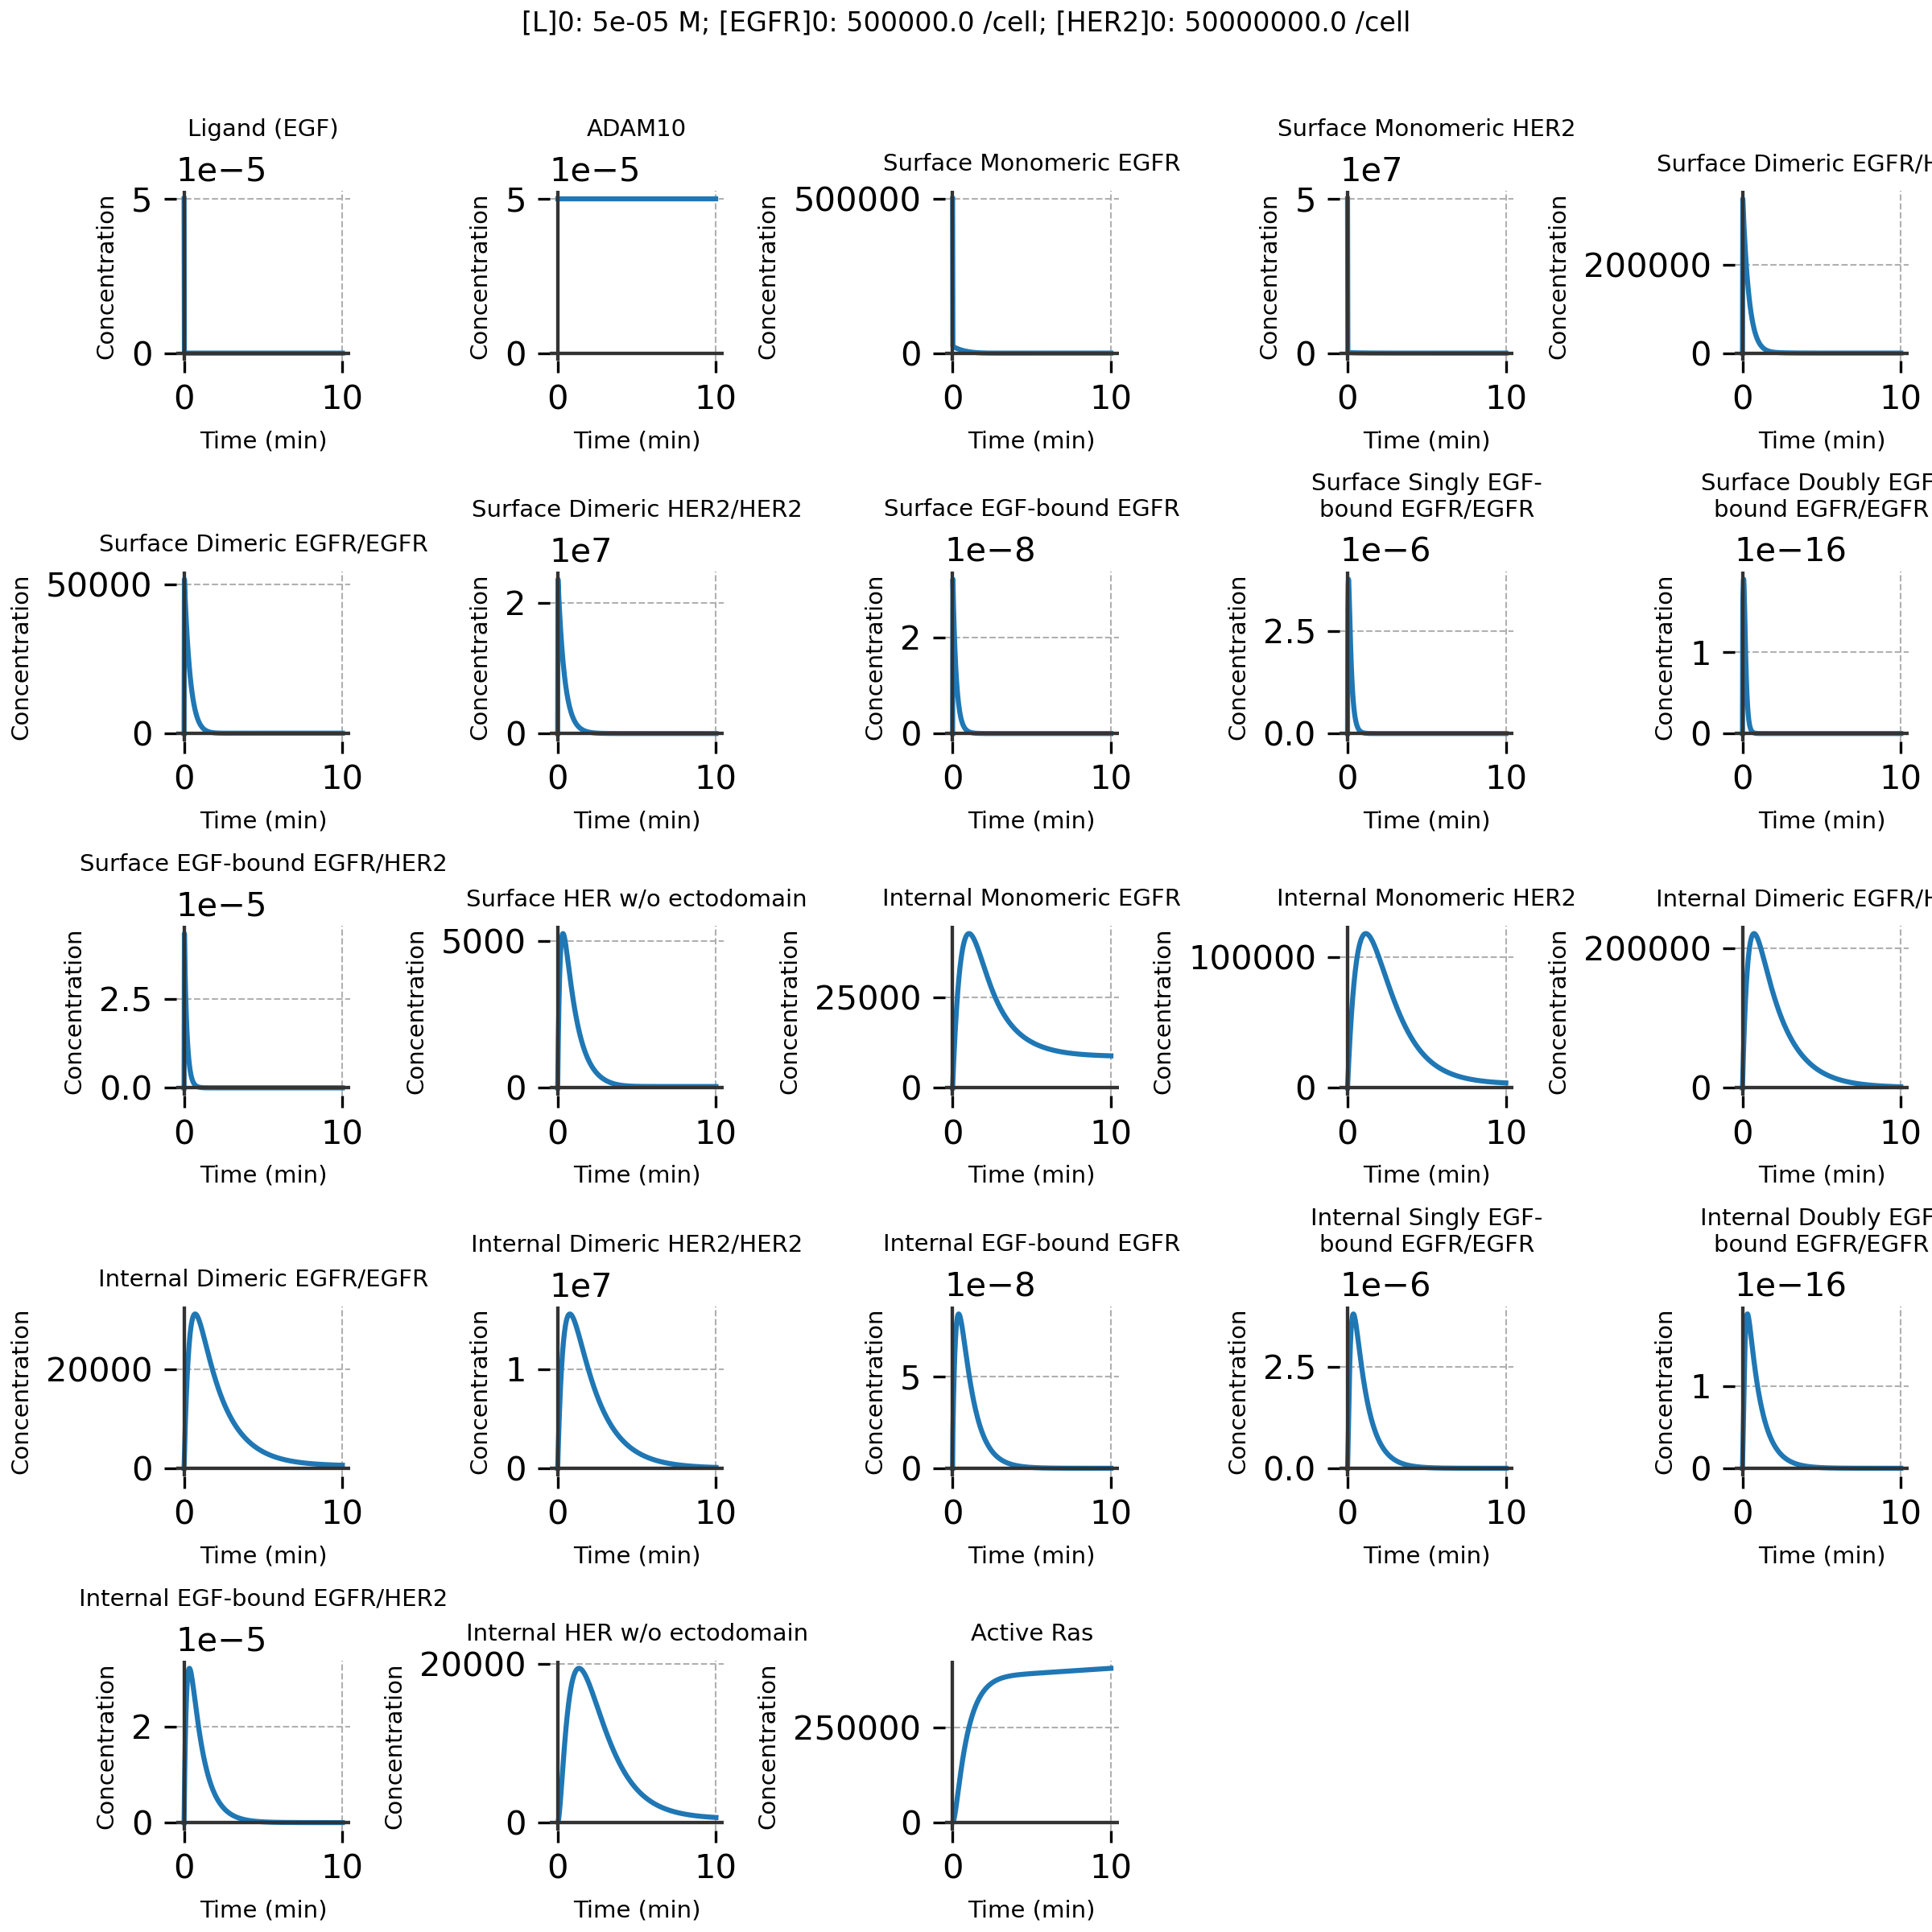 [L]0: 5e-05 M; [EGFR]0: 500000.0 /cell; [HER2]0: 50000000.0 /cell
Ligand (EGF)
1e−5
Concentration
5
0
0
10
Time (min)
ADAM10
1e−5
Concentration
5
0
0
10
Time (min)
Surface Monomeric EGFR
Concentration
500000
0
0
10
Time (min)
Surface Monomeric HER2
1e7
Concentration
5
0
0
10
Time (min)
Surface Dimeric EGFR/H
Concentration
200000
0
0
10
Time (min)
Surface Dimeric EGFR/EGFR
Concentration
50000
0
0
10
Time (min)
Surface Dimeric HER2/HER2
1e7
Concentration
2
0
0
10
Time (min)
Surface EGF-bound EGFR
1e−8
Concentration
2
0
0
10
Time (min)
Surface Singly EGF-
bound EGFR/EGFR
1e−6
Concentration
2.5
0.0
0
10
Time (min)
Surface Doubly EGF
bound EGFR/EGFR
1e−16
Concentration
1
0
0
10
Time (min)
Surface EGF-bound EGFR/HER2
1e−5
Concentration
2.5
0.0
0
10
Time (min)
Surface HER w/o ectodomain
Concentration
5000
0
0
10
Time (min)
Internal Monomeric EGFR
Concentration
25000
0
0
10
Time (min)
Internal Monomeric HER2
Concentration
100000
0
0
10
Time (min)
Internal Dimeric EGFR/H
Concentration
200000
0
0
10
Time (min)
Internal Dimeric EGFR/EGFR
Concentration
20000
0
0
10
Time (min)
Internal Dimeric HER2/HER2
1e7
Concentration
1
0
0
10
Time (min)
Internal EGF-bound EGFR
1e−8
Concentration
5
0
0
10
Time (min)
Internal Singly EGF-
bound EGFR/EGFR
1e−6
Concentration
2.5
0.0
0
10
Time (min)
Internal Doubly EGF
bound EGFR/EGFR
1e−16
Concentration
1
0
0
10
Time (min)
Internal EGF-bound EGFR/HER2
1e−5
Concentration
2
0
0
10
Time (min)
Internal HER w/o ectodomain
Concentration
20000
0
0
10
Time (min)
Active Ras
Concentration
250000
0
0
10
Time (min)